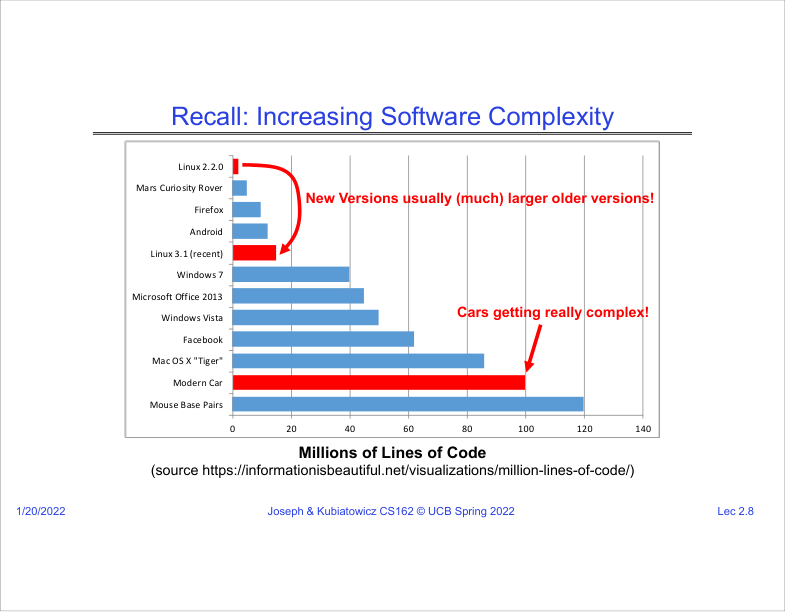 Recall: Increasing Software Complexity
Linux 2.2.0
Mars Curiosity Rover
New Versions usually (much) larger older versions!
Firefox
Android
Linux 3.1 (recent)
Windows 7
Microsoft Office 2013
Cars getting really complex!
Windows Vista
Facebook
Mac OS X "Tiger"
Modern Car
Mouse Base Pairs
0 20 40 60 80 100 120 140
Millions of Lines of Code
(source https://informationisbeautiful.net/visualizations/million-lines-of-code/)
1/20/2022 Joseph & Kubiatowicz CS162 © UCB Spring 2022 Lec 2.8